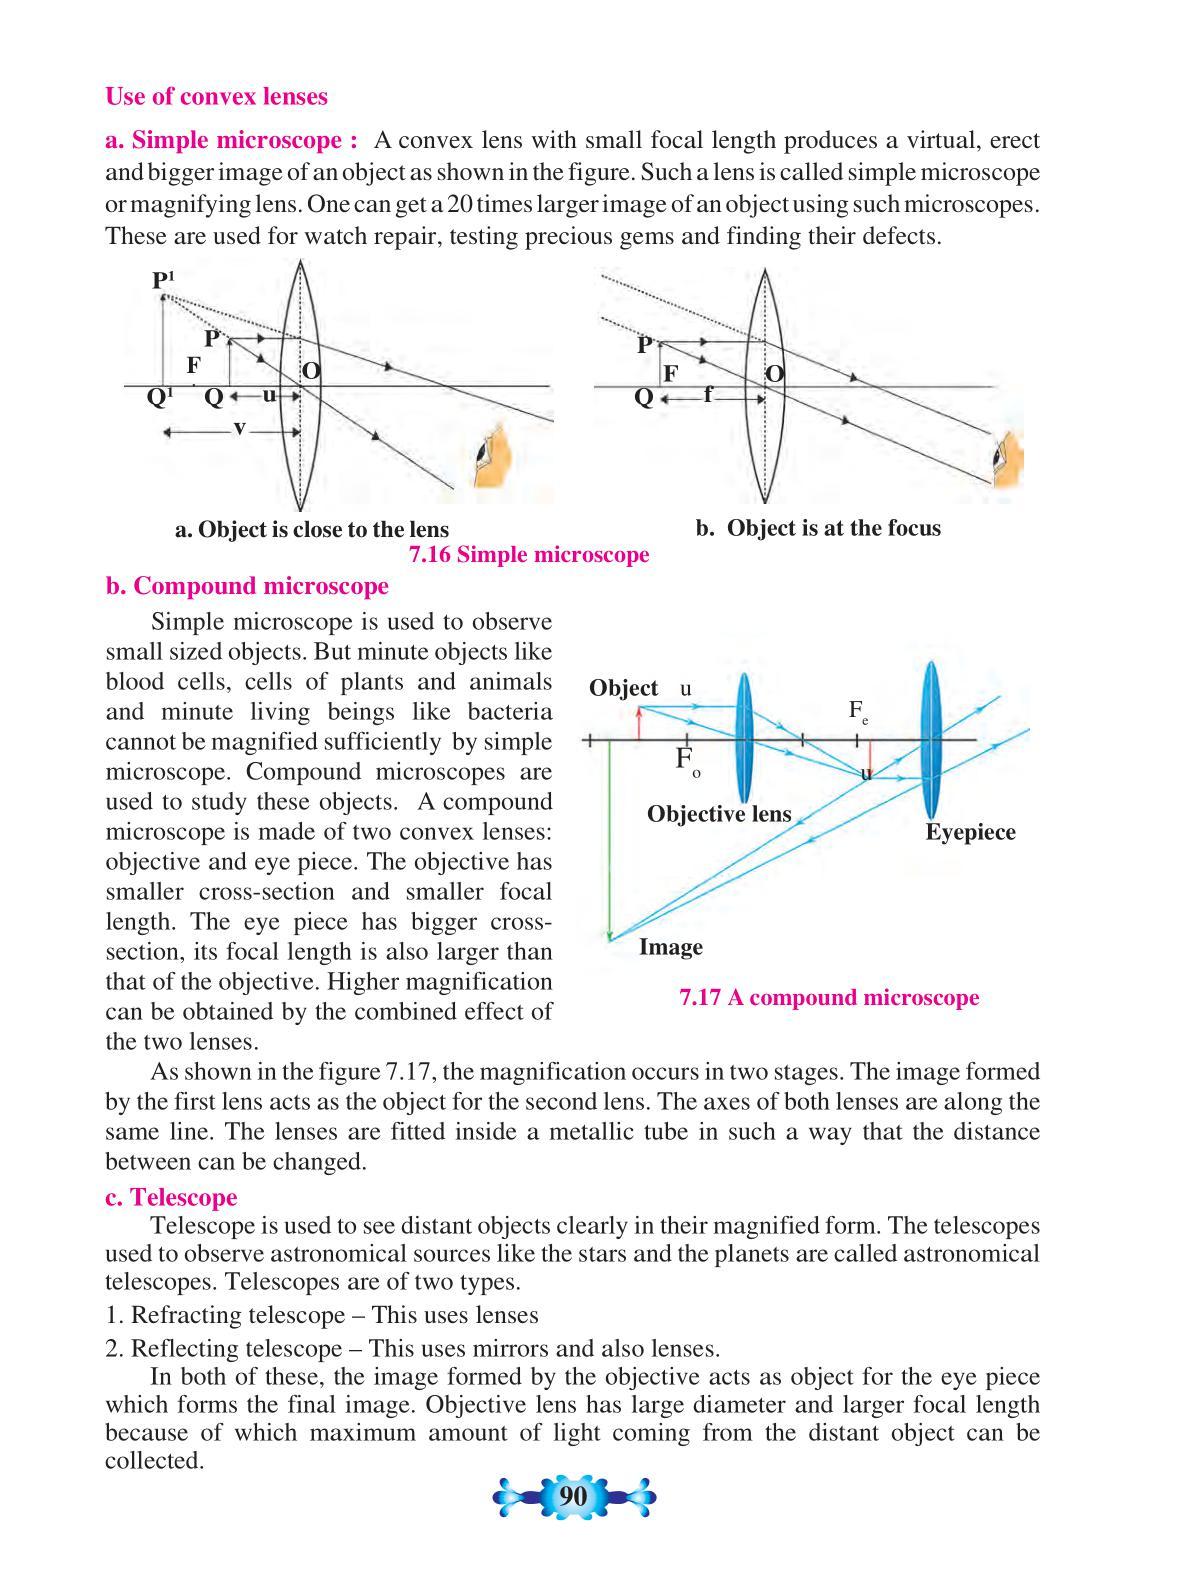 Use of convex lenses
a. Simple microscope : A convex lens with small focal length produces a virtual, erect
and bigger image of an object as shown in the figure. Such a lens is called simple microscope
or magnifying lens. One can get a 20 times larger image of an object using such microscopes.
These are used for watch repair, testing precious gems and finding their defects.
P¹
P
F
O
Q¹ Q u
v
P
F
O
Q f
a. Object is close to the lens
b. Object is at the focus
7.16 Simple microscope
b. Compound microscope
Simple microscope is used to observe
small sized objects. But minute objects like
blood cells, cells of plants and animals
and minute living beings like bacteria
cannot be magnified sufficiently by simple
microscope. Compound microscopes are
used to study these objects. A compound
microscope is made of two convex lenses:
objective and eye piece. The objective has
smaller cross-section and smaller focal
length. The eye piece has bigger cross-
section, its focal length is also larger than
that of the objective. Higher magnification
can be obtained by the combined effect of
the two lenses.
Object u
Fₑ
Fₒ
u
Objective lens
Eyepiece
Image
7.17 A compound microscope
As shown in the figure 7.17, the magnification occurs in two stages. The image formed
by the first lens acts as the object for the second lens. The axes of both lenses are along the
same line. The lenses are fitted inside a metallic tube in such a way that the distance
between can be changed.
c. Telescope
Telescope is used to see distant objects clearly in their magnified form. The telescopes
used to observe astronomical sources like the stars and the planets are called astronomical
telescopes. Telescopes are of two types.
1. Refracting telescope – This uses lenses
2. Reflecting telescope – This uses mirrors and also lenses.
In both of these, the image formed by the objective acts as object for the eye piece
which forms the final image. Objective lens has large diameter and larger focal length
because of which maximum amount of light coming from the distant object can be
collected.
90